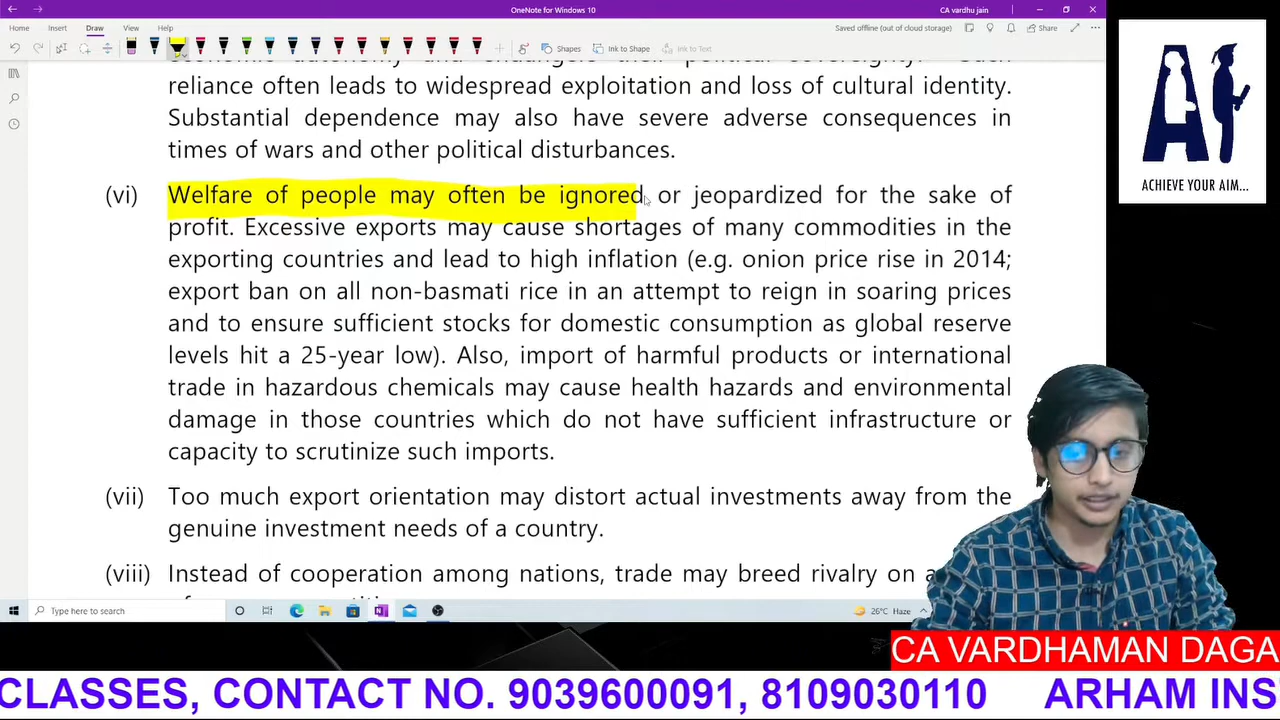 OneNote for Windows 10
CA vardhu jain
Home Insert Draw View Help
Saved offline (out of cloud storage)
Share
Shapes
Ink to Shape
Ink to Text
reliance often leads to widespread exploitation and loss of cultural identity.
Substantial dependence may also have severe adverse consequences in
times of wars and other political disturbances.
(vi) Welfare of people may often be ignored or jeopardized for the sake of
profit. Excessive exports may cause shortages of many commodities in the
exporting countries and lead to high inflation (e.g. onion price rise in 2014;
export ban on all non-basmati rice in an attempt to reign in soaring prices
and to ensure sufficient stocks for domestic consumption as global reserve
levels hit a 25-year low). Also, import of harmful products or international
trade in hazardous chemicals may cause health hazards and environmental
damage in those countries which do not have sufficient infrastructure or
capacity to scrutinize such imports.
(vii) Too much export orientation may distort actual investments away from the
genuine investment needs of a country.
(viii) Instead of cooperation among nations, trade may breed rivalry on
Type here to search
26°C Haze
AI
ACHIEVE YOUR AIM...
CA VARDHAMAN DAGA
CLASSES, CONTACT NO. 9039600091, 8109030110 ARHAM INS